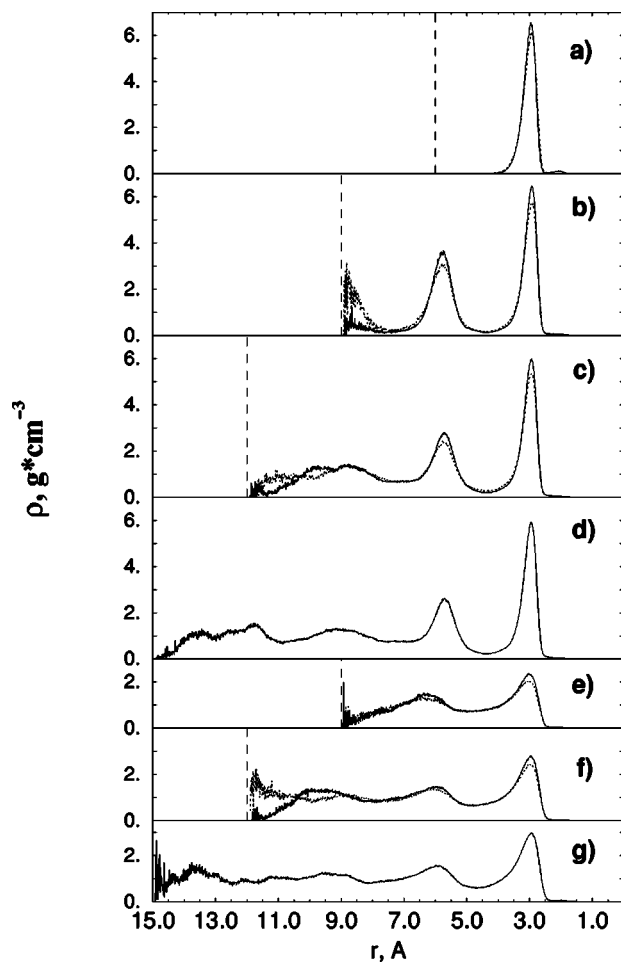 6.
4.
2.
0.
a)
6.
4.
2.
0.
b)
6.
4.
2.
0.
c)
ρ, g*cm⁻³
6.
4.
2.
0.
d)
2.
0.
e)
2.
0.
f)
2.
0.
g)
15.0 13.0 11.0 9.0 7.0 5.0 3.0 1.0
r, A